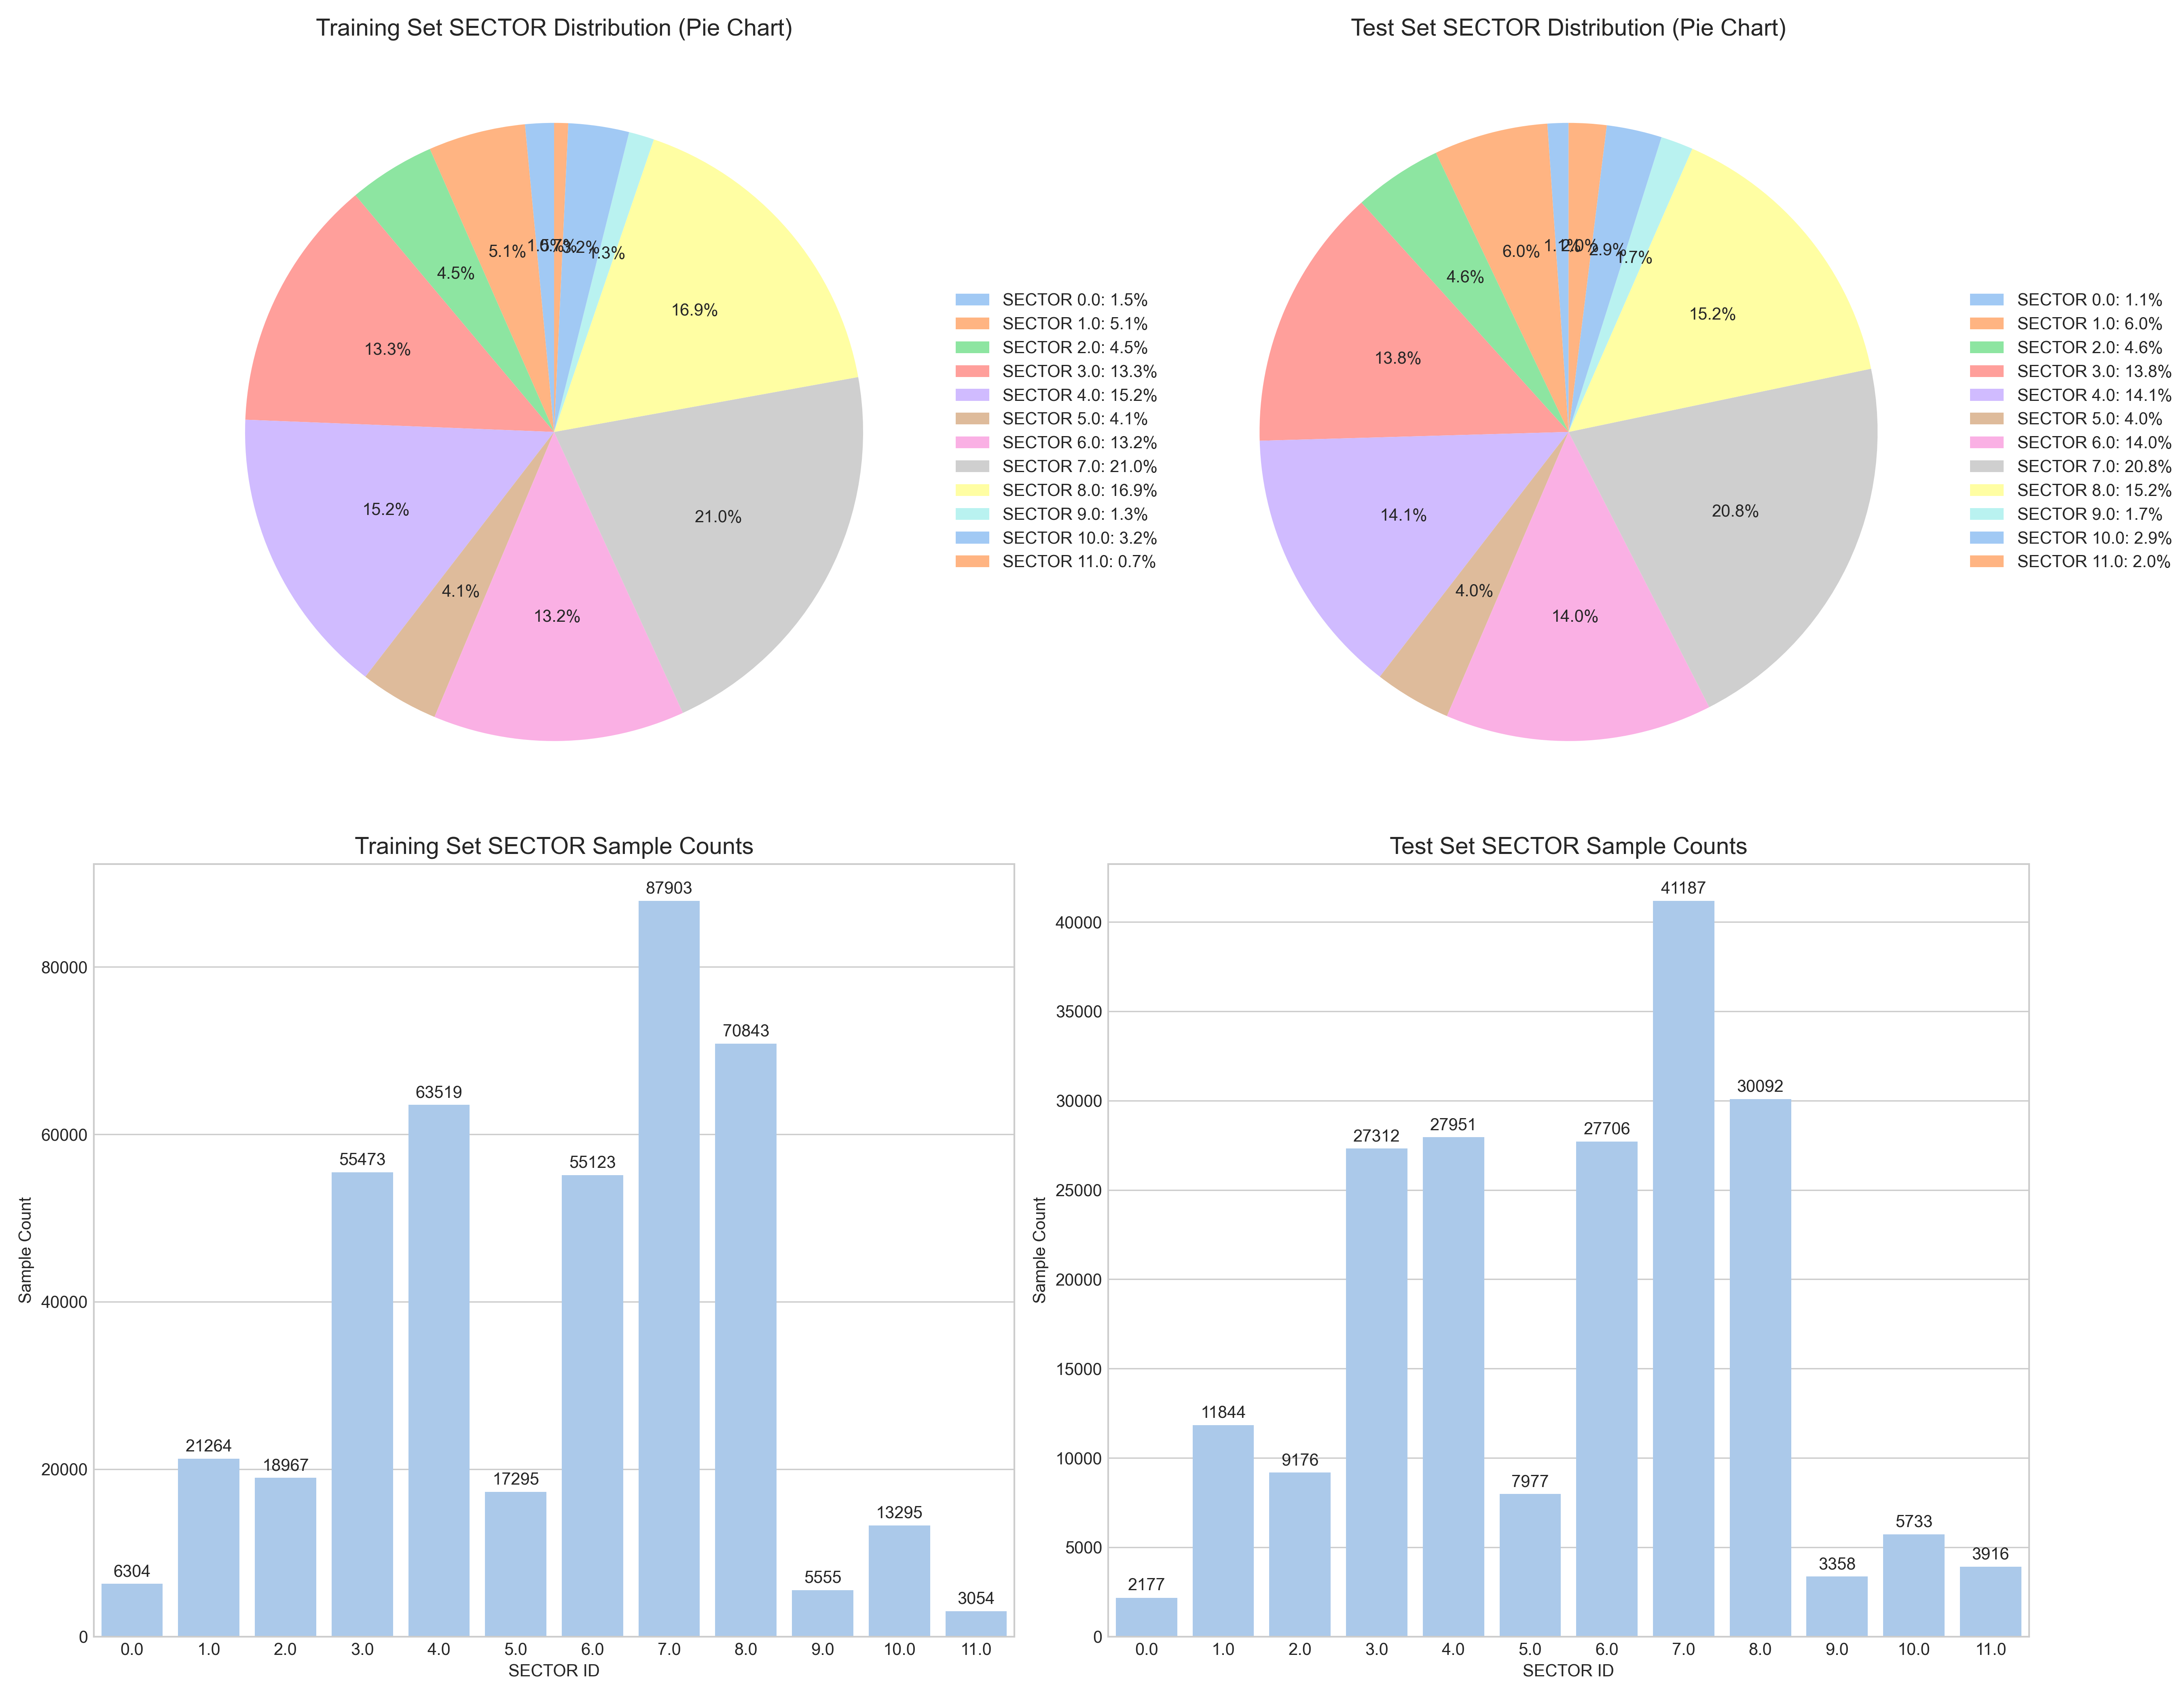 Training Set SECTOR Distribution (Pie Chart)
1.5%
5.1%
4.5%
13.3%
15.2%
4.1%
13.2%
21.0%
16.9%
1.3%
3.2%
0.7%
SECTOR 0.0: 1.5%
SECTOR 1.0: 5.1%
SECTOR 2.0: 4.5%
SECTOR 3.0: 13.3%
SECTOR 4.0: 15.2%
SECTOR 5.0: 4.1%
SECTOR 6.0: 13.2%
SECTOR 7.0: 21.0%
SECTOR 8.0: 16.9%
SECTOR 9.0: 1.3%
SECTOR 10.0: 3.2%
SECTOR 11.0: 0.7%
Test Set SECTOR Distribution (Pie Chart)
1.1%
6.0%
4.6%
13.8%
14.1%
4.0%
14.0%
20.8%
15.2%
1.7%
2.9%
2.0%
SECTOR 0.0: 1.1%
SECTOR 1.0: 6.0%
SECTOR 2.0: 4.6%
SECTOR 3.0: 13.8%
SECTOR 4.0: 14.1%
SECTOR 5.0: 4.0%
SECTOR 6.0: 14.0%
SECTOR 7.0: 20.8%
SECTOR 8.0: 15.2%
SECTOR 9.0: 1.7%
SECTOR 10.0: 2.9%
SECTOR 11.0: 2.0%
Training Set SECTOR Sample Counts
Sample Count
80000
60000
40000
20000
0
6304
21264
18967
55473
63519
17295
55123
87903
70843
5555
13295
3054
0.0 1.0 2.0 3.0 4.0 5.0 6.0 7.0 8.0 9.0 10.0 11.0
SECTOR ID
Test Set SECTOR Sample Counts
Sample Count
40000
35000
30000
25000
20000
15000
10000
5000
0
2177
11844
9176
27312
27951
7977
27706
41187
30092
3358
5733
3916
0.0 1.0 2.0 3.0 4.0 5.0 6.0 7.0 8.0 9.0 10.0 11.0
SECTOR ID